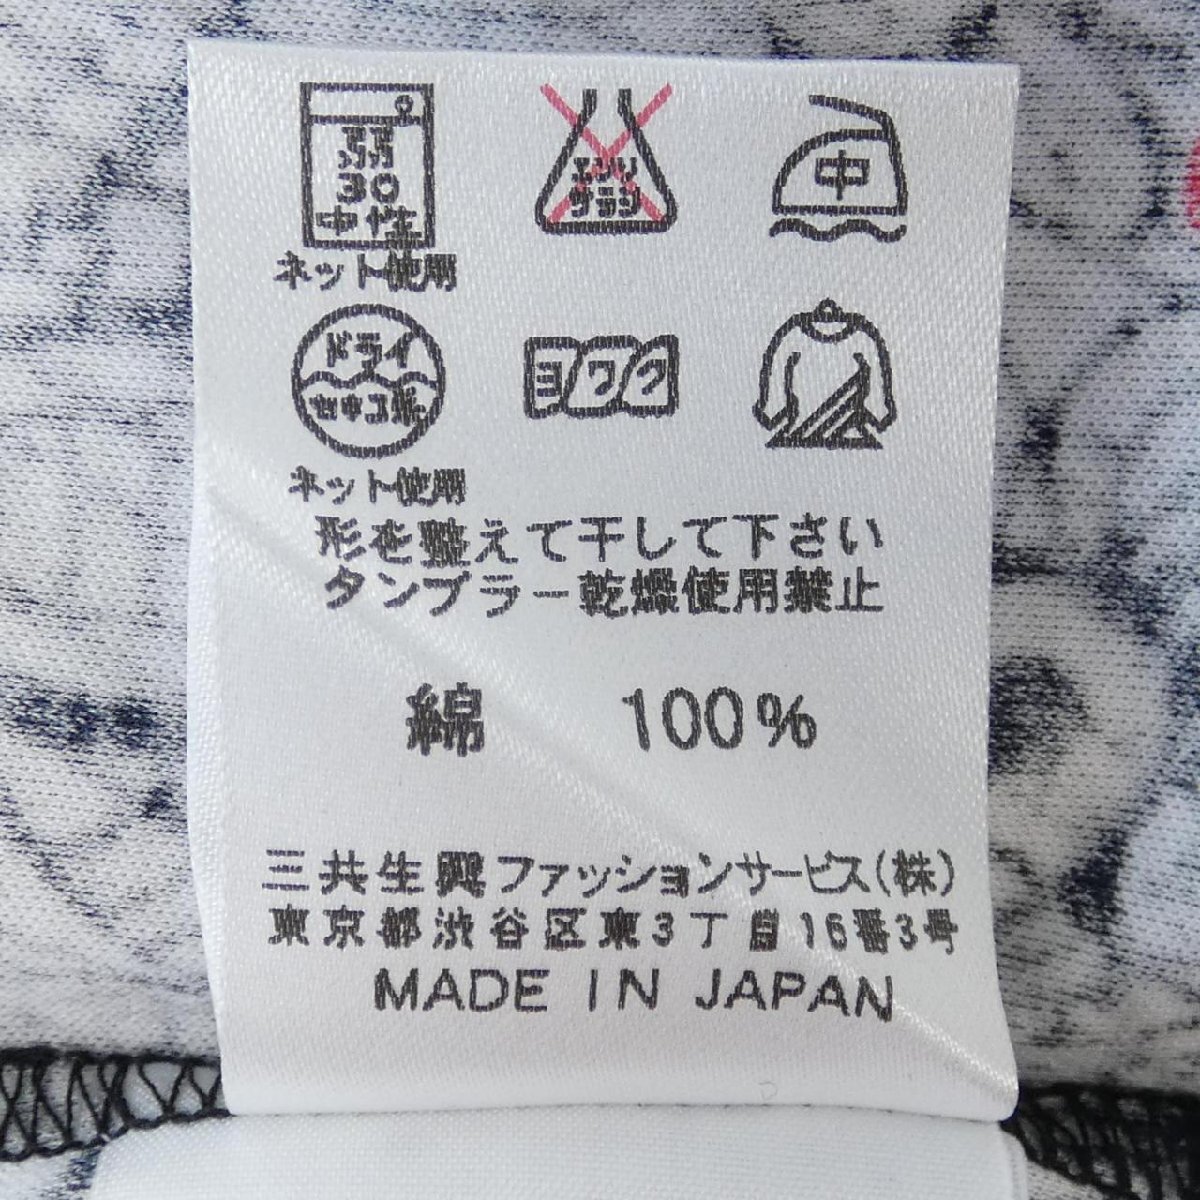 弱
30
中性
ネット使用
エンソ
サラシ
中
ドライ
セキユ系
ネット使用
ヨワク
形を整えて干して下さい
タンブラー乾燥使用禁止
綿 100%
三共生興ファッションサービス(株)
東京都渋谷区東3丁目16番3号
MADE IN JAPAN